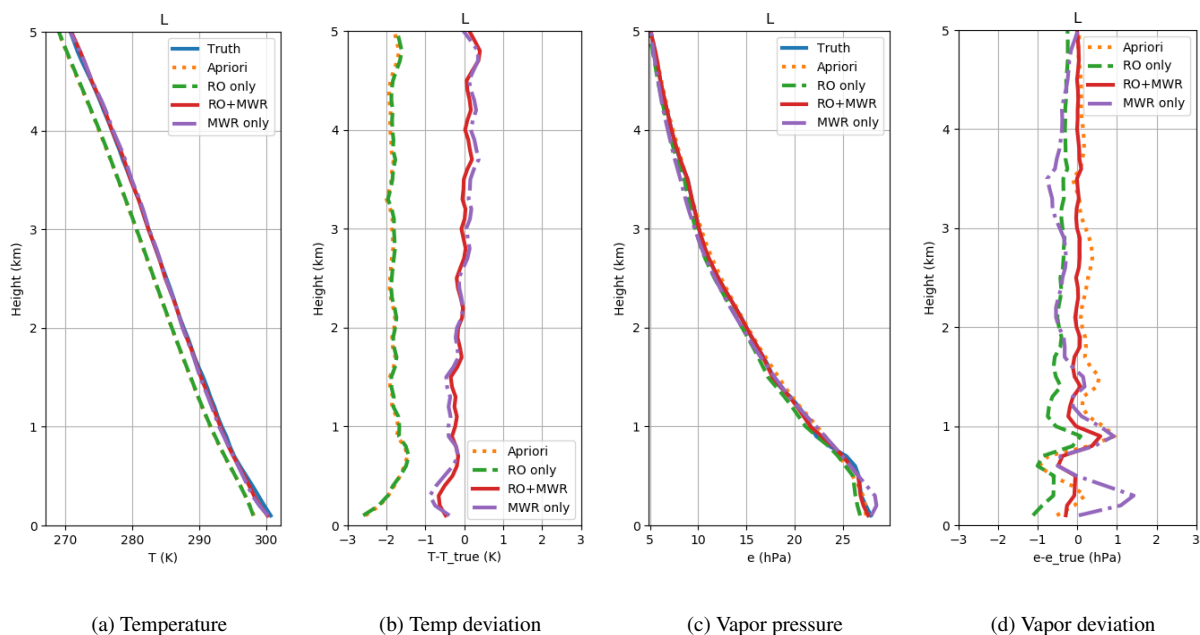 L
5
4
3
2
1
0
Height (km)
270
280
290
300
T (K)
Truth
Apriori
RO only
RO+MWR
MWR only
(a) Temperature
L
5
4
3
2
1
0
Height (km)
−3
−2
−1
0
1
2
3
T-T_true (K)
Apriori
RO only
RO+MWR
MWR only
(b) Temp deviation
L
5
4
3
2
1
0
Height (km)
5
10
15
20
25
e (hPa)
Truth
Apriori
RO only
RO+MWR
MWR only
(c) Vapor pressure
L
5
4
3
2
1
0
Height (km)
−3
−2
−1
0
1
2
3
e-e_true (hPa)
Apriori
RO only
RO+MWR
MWR only
(d) Vapor deviation